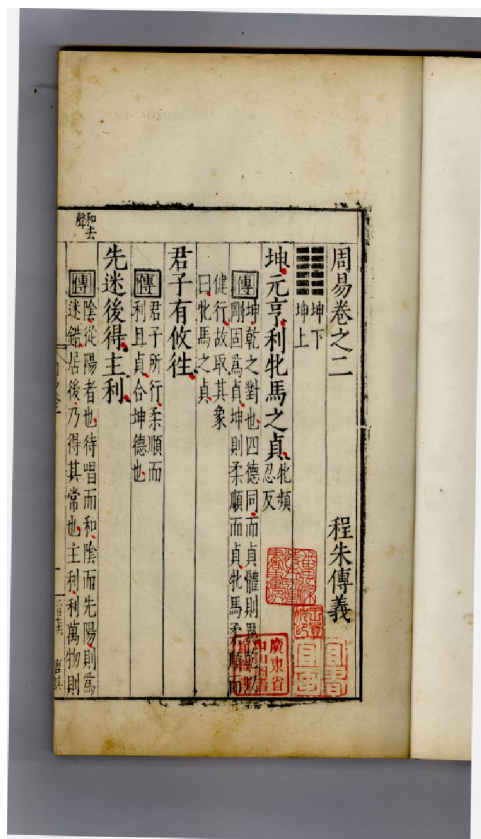 周易卷之二
程朱傳義
坤下
坤上
坤元亨利牝馬之貞
牝頻
忍反
傳
坤乾之對也四德同而貞體則異乾
剛固爲貞坤則柔順而貞牝馬柔順而
健行故取其象
曰牝馬之貞
君子有攸往
傳
君子所行柔順而
利且貞合坤德也
先迷後得主利
傳
陰從陽者也待唱而和陰而先陽則爲
迷錯居後乃得其常也主利利萬物則
和去
聲
廣東省